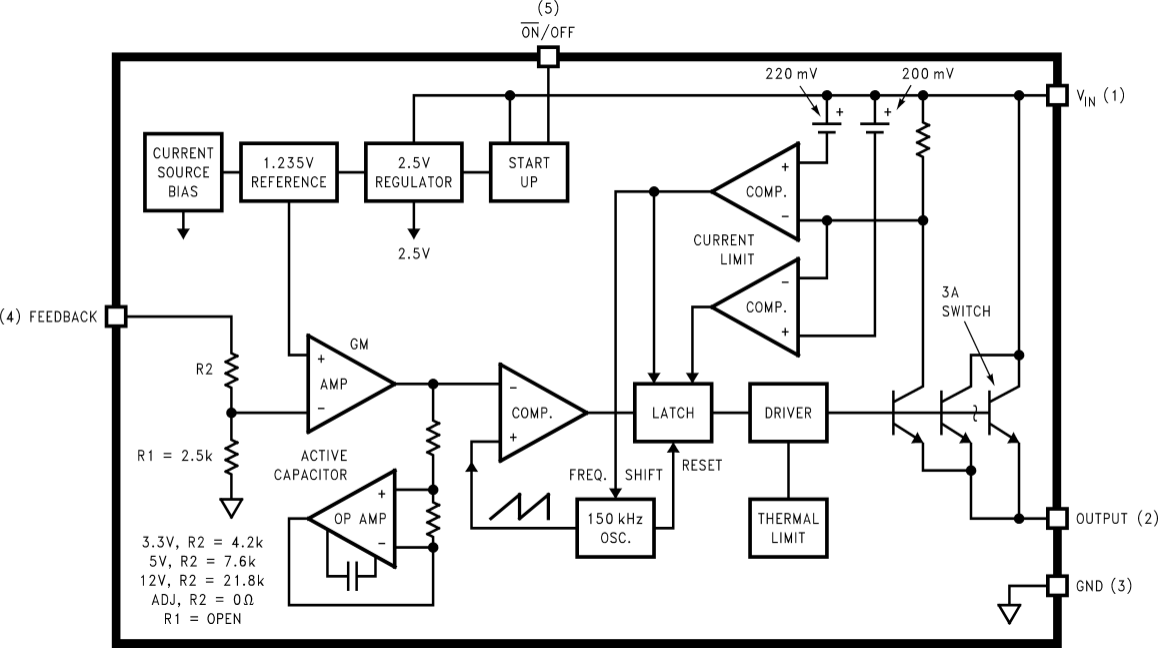 (5)
ON/OFF
220 mV
200 mV
+
+
VIN (1)
CURRENT
SOURCE
BIAS
1.235V
REFERENCE
2.5V
REGULATOR
START
UP
2.5V
+
COMP.
−
CURRENT
LIMIT
−
COMP.
+
3A
SWITCH
(4) FEEDBACK
R2
R1 = 2.5k
GM
+
AMP
−
−
COMP.
+
LATCH
DRIVER
ACTIVE
CAPACITOR
+
OP AMP
−
FREQ. SHIFT
RESET
150 kHz
OSC.
THERMAL
LIMIT
OUTPUT (2)
GND (3)
3.3V, R2 = 4.2k
5V, R2 = 7.6k
12V, R2 = 21.8k
ADJ, R2 = 0Ω
R1 = OPEN